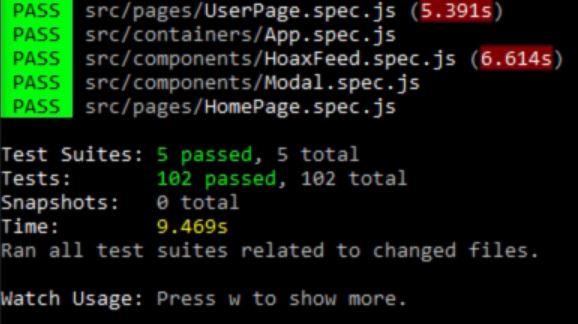 PASS src/pages/UserPage.spec.js (5.391s)
PASS src/containers/App.spec.js
PASS src/components/HoaxFeed.spec.js (6.614s)
PASS src/components/Modal.spec.js
PASS src/pages/HomePage.spec.js
Test Suites: 5 passed, 5 total
Tests: 102 passed, 102 total
Snapshots: 0 total
Time: 9.469s
Ran all test suites related to changed files.
Watch Usage: Press w to show more.